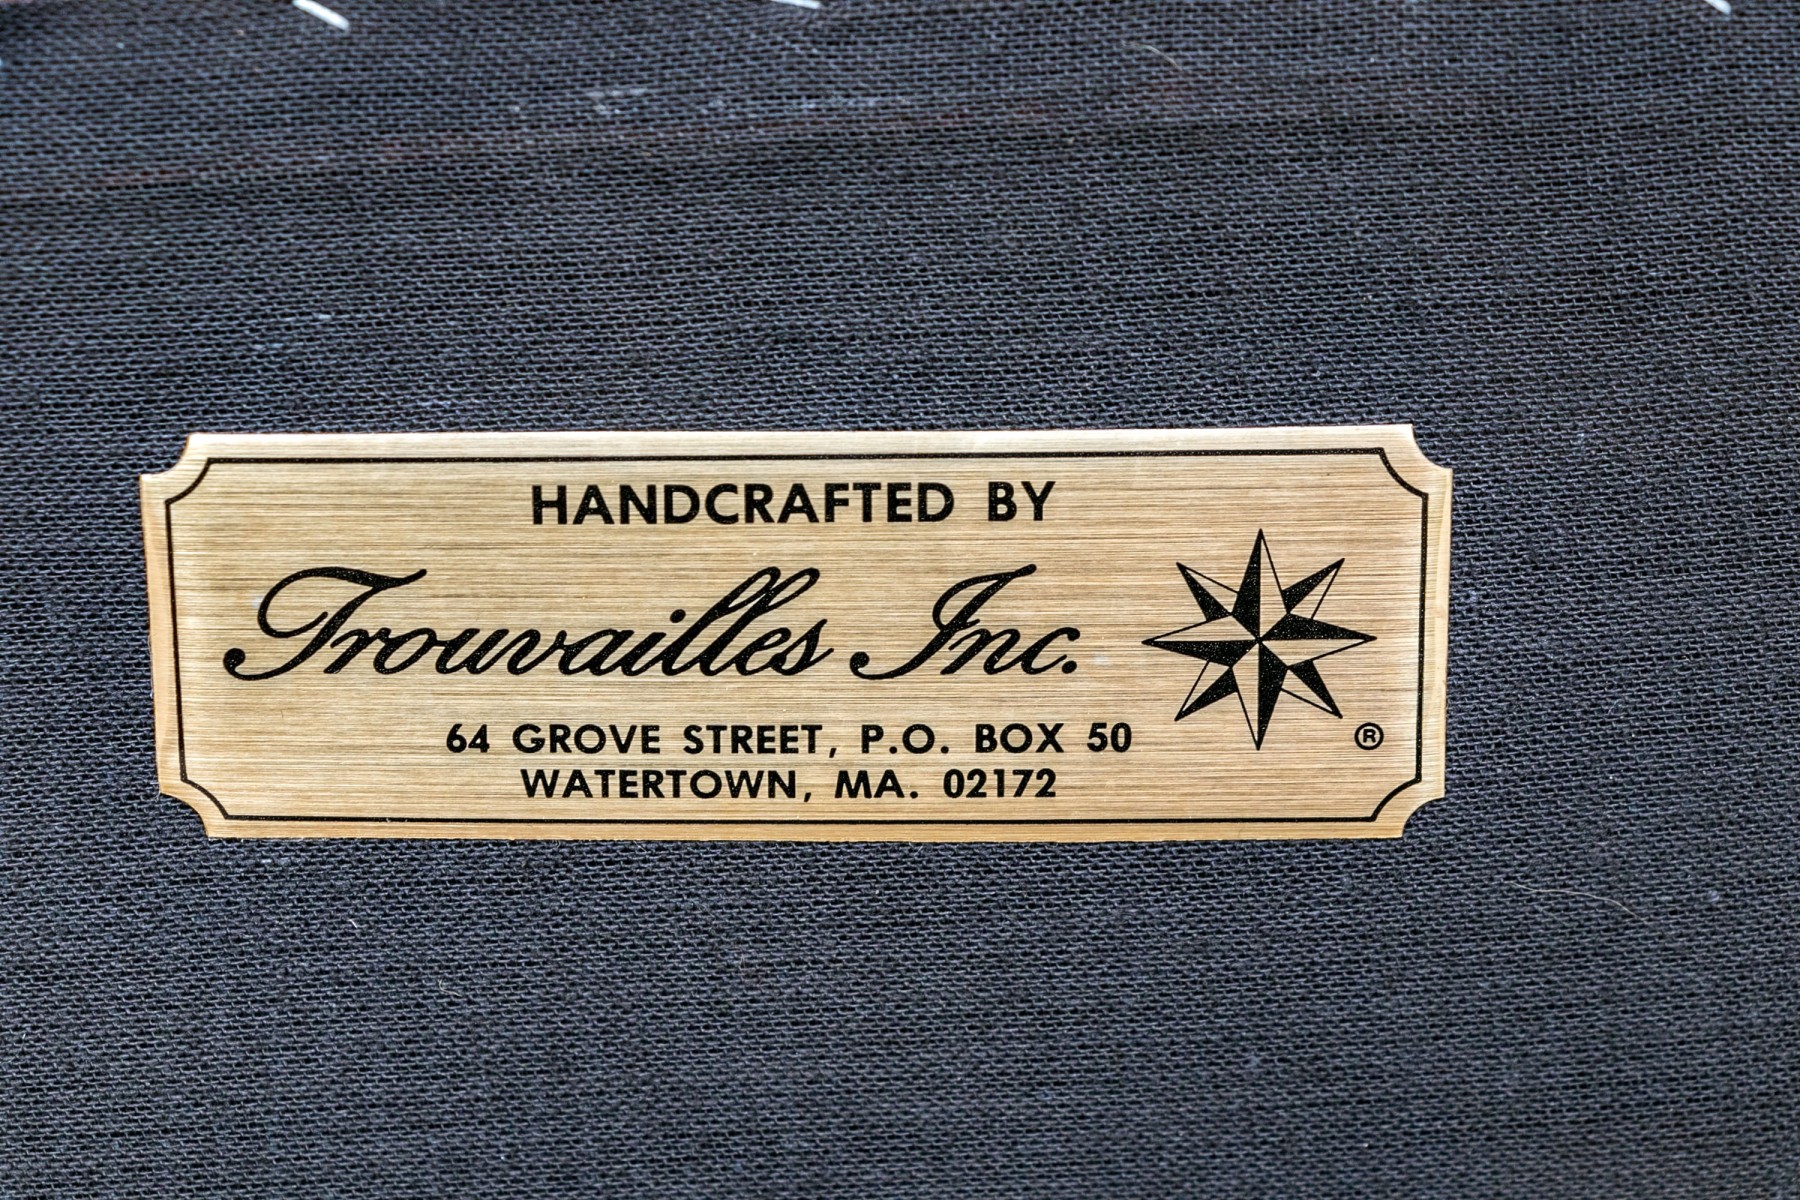 HANDCRAFTED BY
Trouvailles Inc.
64 GROVE STREET, P.O. BOX 50
WATERTOWN, MA. 02172
®